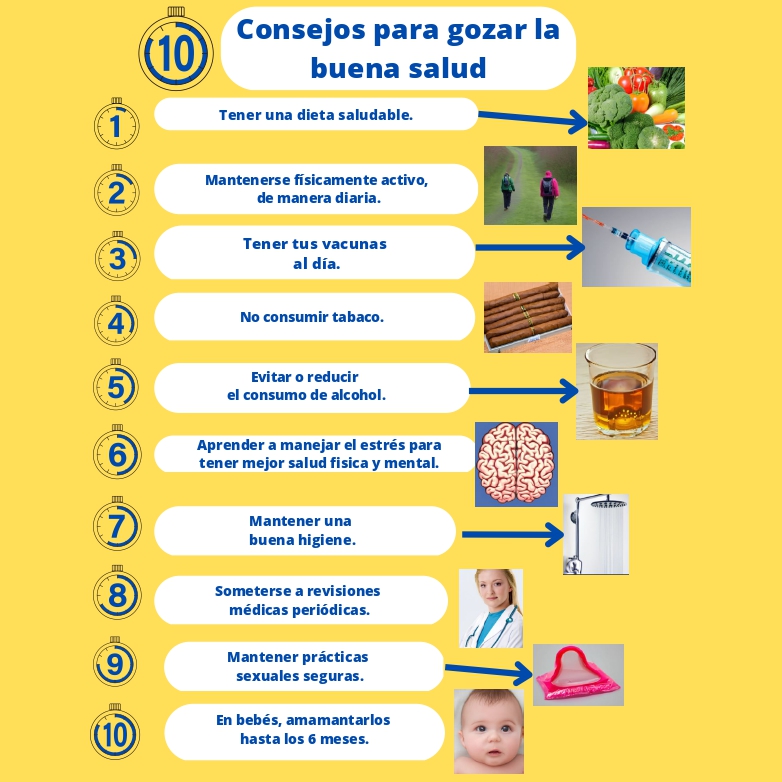 10
Consejos para gozar la
buena salud
1
Tener una dieta saludable.
2
Mantenerse físicamente activo,
de manera diaria.
3
Tener tus vacunas
al día.
4
No consumir tabaco.
5
Evitar o reducir
el consumo de alcohol.
6
Aprender a manejar el estrés para
tener mejor salud fisica y mental.
7
Mantener una
buena higiene.
8
Someterse a revisiones
médicas periódicas.
9
Mantener prácticas
sexuales seguras.
10
En bebés, amamantarlos
hasta los 6 meses.